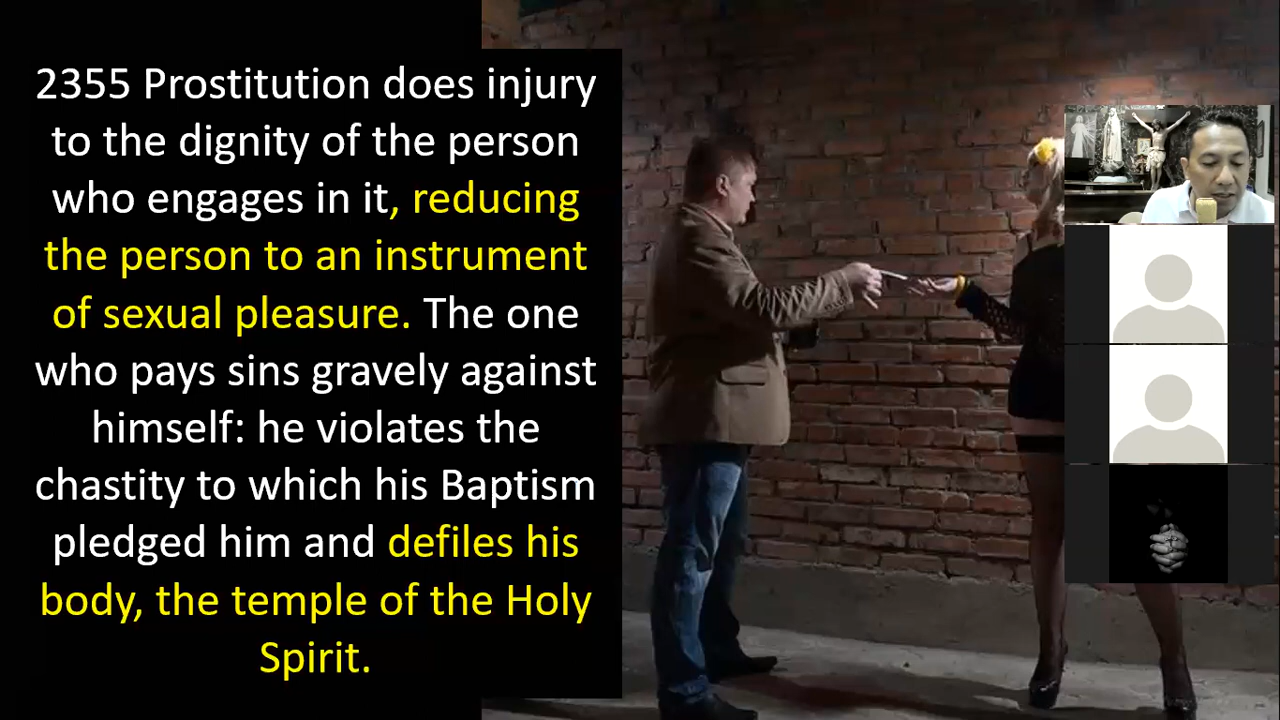 2355 Prostitution does injury
to the dignity of the person
who engages in it, reducing
the person to an instrument
of sexual pleasure. The one
who pays sins gravely against
himself: he violates the
chastity to which his Baptism
pledged him and defiles his
body, the temple of the Holy
Spirit.